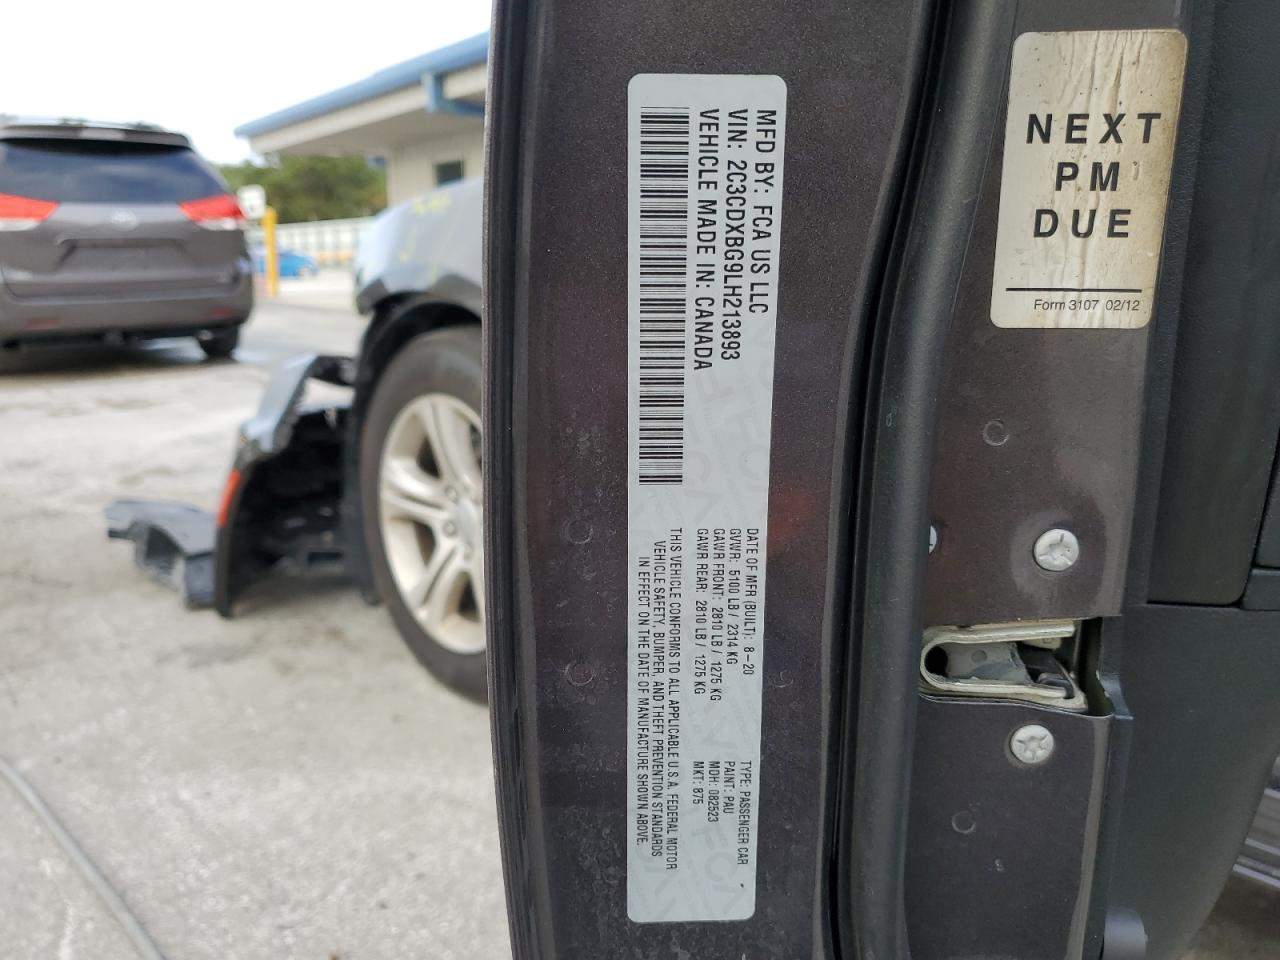 MFD BY: FCA US LLC
VIN: 2C3CDXBG9LH213893
VEHICLE MADE IN: CANADA
DATE OF MFR (BUILT): 8-20
GVWR: 5100 LB / 2314 KG
GAWR FRONT: 2810 LB / 1275 KG
GAWR REAR: 2810 LB / 1275 KG
THIS VEHICLE CONFORMS TO ALL APPLICABLE U.S.A. FEDERAL MOTOR
VEHICLE SAFETY, BUMPER, AND THEFT PREVENTION STANDARDS
IN EFFECT ON THE DATE OF MANUFACTURE SHOWN ABOVE.
TYPE: PASSENGER CAR
PAINT: PAU
MDH: 082523
MKT: 875
NEXT
PM
DUE
Form 3107 02/12